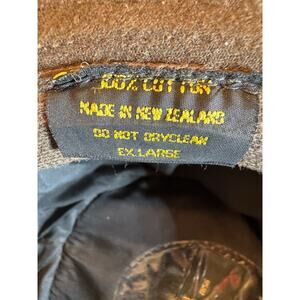 100% COTTON
MADE IN NEW ZEALAND
DO NOT DRYCLEAN
EX.LARGE